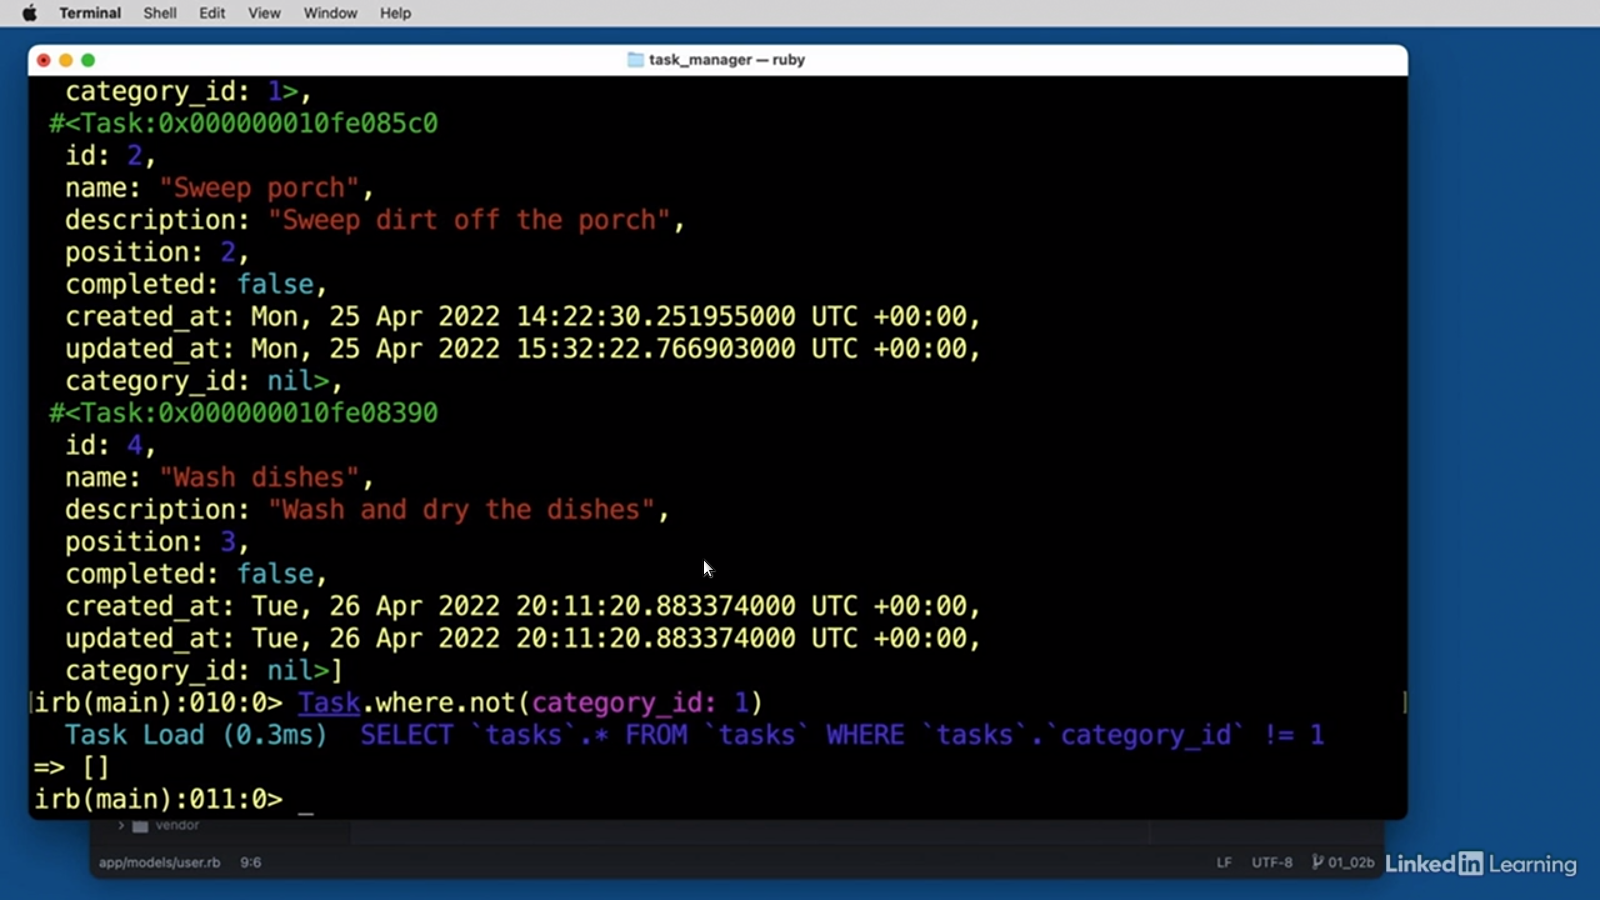 Terminal Shell Edit View Window Help
task_manager — ruby
category_id: 1>,
#<Task:0x000000010fe085c0
id: 2,
name: "Sweep porch",
description: "Sweep dirt off the porch",
position: 2,
completed: false,
created_at: Mon, 25 Apr 2022 14:22:30.251955000 UTC +00:00,
updated_at: Mon, 25 Apr 2022 15:32:22.766903000 UTC +00:00,
category_id: nil>,
#<Task:0x000000010fe08390
id: 4,
name: "Wash dishes",
description: "Wash and dry the dishes",
position: 3,
completed: false,
created_at: Tue, 26 Apr 2022 20:11:20.883374000 UTC +00:00,
updated_at: Tue, 26 Apr 2022 20:11:20.883374000 UTC +00:00,
category_id: nil>]
irb(main):010:0> Task.where.not(category_id: 1)
Task Load (0.3ms) SELECT `tasks`.* FROM `tasks` WHERE `tasks`.`category_id` != 1
=> []
irb(main):011:0> _
> vendor
app/models/user.rb 9:6 LF UTF-8 01_02b
LinkedIn Learning